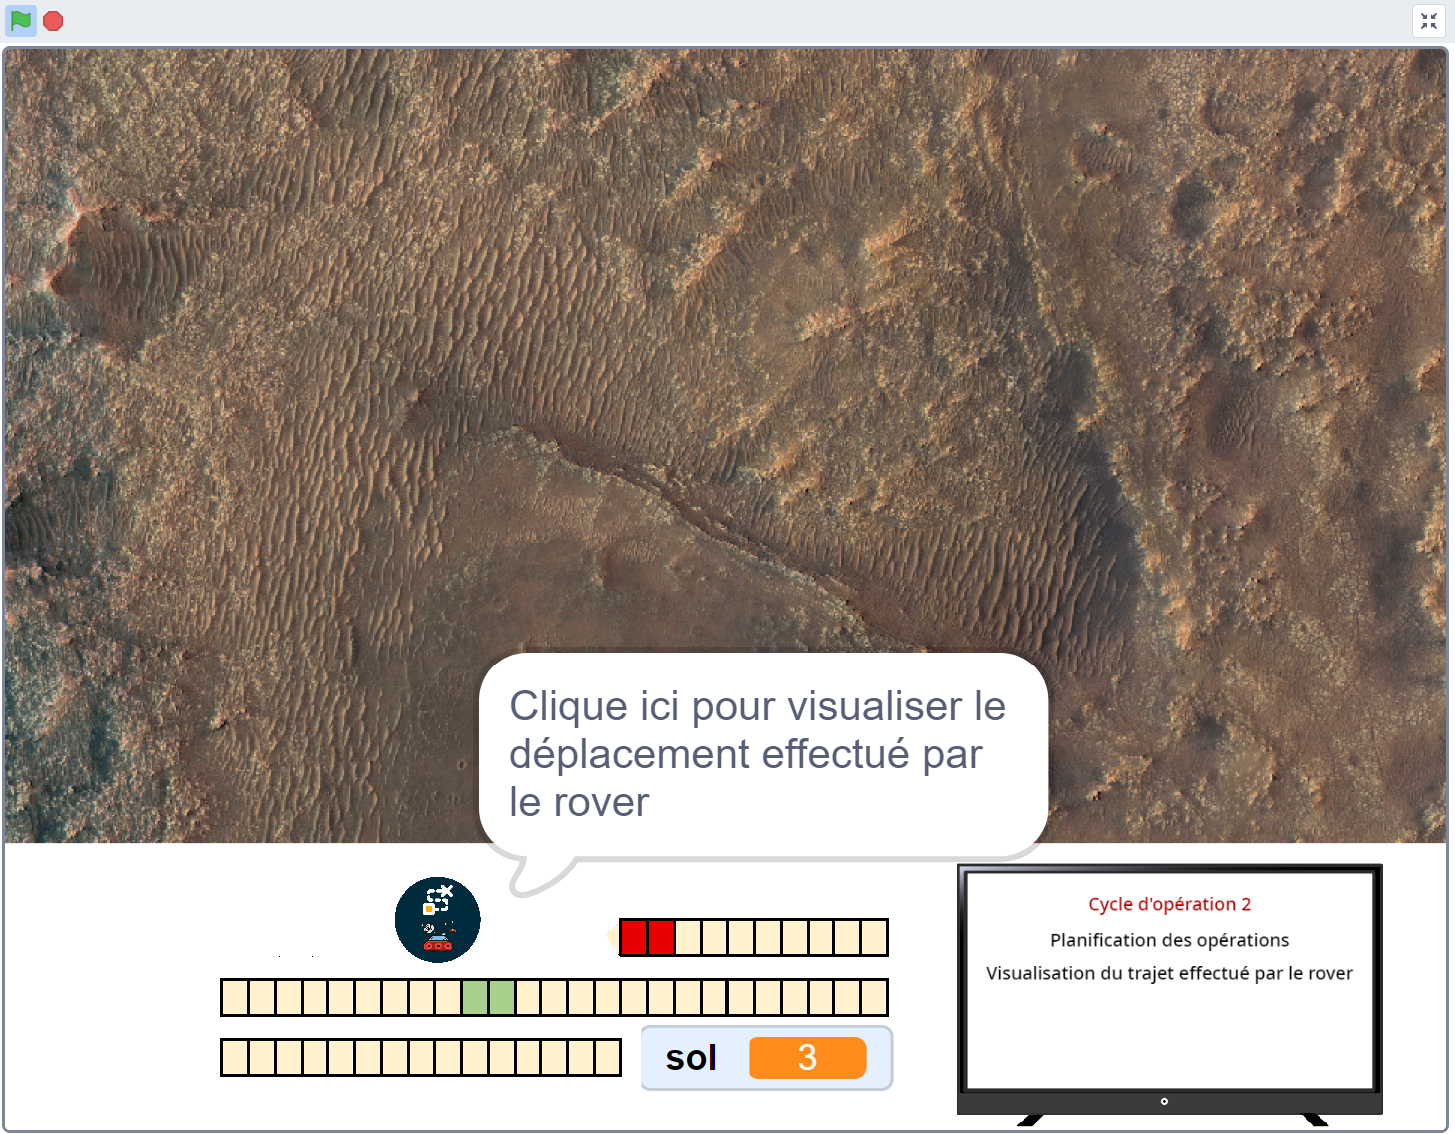 Clique ici pour visualiser le
déplacement effectué par
le rover
Cycle d'opération 2
Planification des opérations
Visualisation du trajet effectué par le rover
sol 3